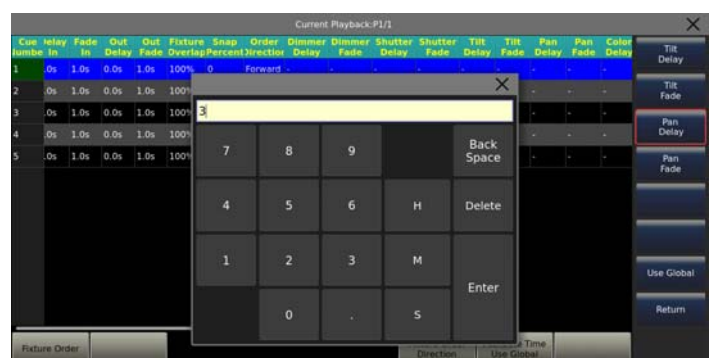 Current Playback:P1/1
Cue Delay Fade Out Out Fixture Snap Order Dimmer Dimmer Shutter Shutter Tilt Tilt Pan Pan Color
Numbe In In Delay Fade Overlap Percent Direction Delay Fade Delay Fade Delay Fade Delay Fade Delay
1 .0s 1.0s 0.0s 1.0s 100% 0 Forward - - - - - - - - -
2 .0s 1.0s 0.0s 1.0s 100% - - -
3 .0s 1.0s 0.0s 1.0s 100% - - -
4 .0s 1.0s 0.0s 1.0s 100% - - -
5 .0s 1.0s 0.0s 1.0s 100% - - -
3
7 8 9 Back
Space
4 5 6 H Delete
1 2 3 M
Enter
0 . S
Tilt
Delay
Tilt
Fade
Pan
Delay
Pan
Fade
Use Global
Return
Fixture Order
Direction
Time
Use Global